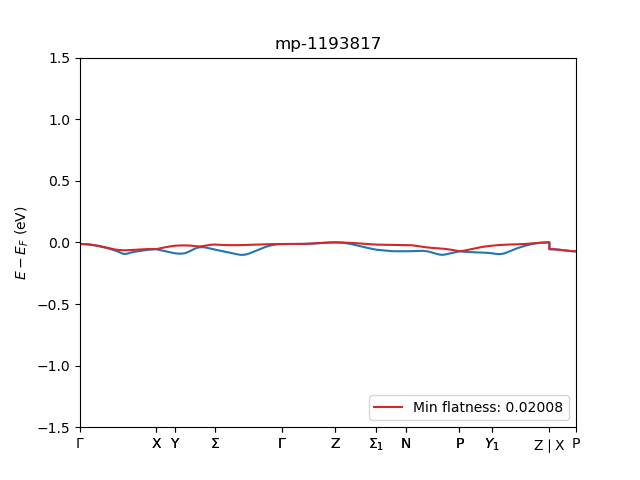 mp-1193817
E − E_F (eV)
1.5
1.0
0.5
0.0
−0.5
−1.0
−1.5
Min flatness: 0.02008
Γ X Y Σ Γ Z Σ₁ N P Y₁ Z | X P